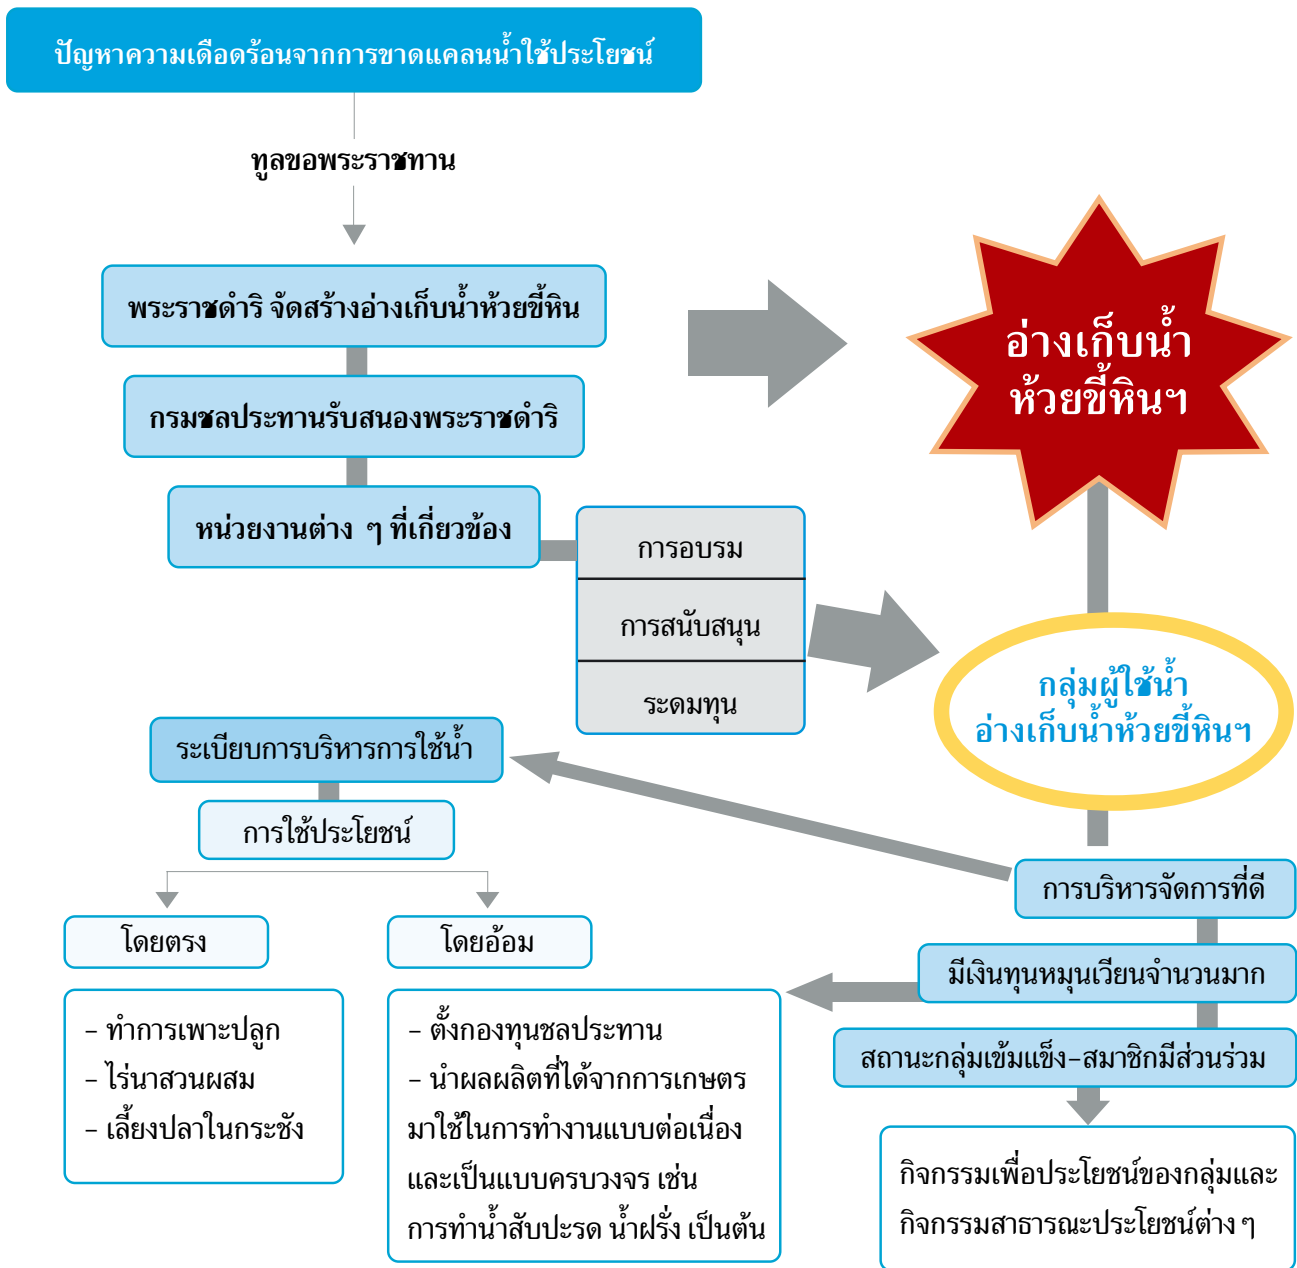 ปัญหาความเดือดร้อนจากการขาดแคลนน้ำใช้ประโยชน์
ทูลขอพระราชทาน
พระราชดำริ จัดสร้างอ่างเก็บน้ำห้วยขี้หิน
กรมชลประทานรับสนองพระราชดำริ
หน่วยงานต่าง ๆ ที่เกี่ยวข้อง
การอบรม
การสนับสนุน
ระดมทุน
อ่างเก็บน้ำ
ห้วยขี้หินฯ
กลุ่มผู้ใช้น้ำ
อ่างเก็บน้ำห้วยขี้หินฯ
ระเบียบการบริหารการใช้น้ำ
การใช้ประโยชน์
โดยตรง
– ทำการเพาะปลูก
– ไร่นาสวนผสม
– เลี้ยงปลาในกระชัง
โดยอ้อม
– ตั้งกองทุนชลประทาน
– นำผลผลิตที่ได้จากการเกษตร
มาใช้ในการทำงานแบบต่อเนื่อง
และเป็นแบบครบวงจร เช่น
การทำน้ำสับปะรด น้ำฝรั่ง เป็นต้น
การบริหารจัดการที่ดี
มีเงินทุนหมุนเวียนจำนวนมาก
สถานะกลุ่มเข้มแข็ง-สมาชิกมีส่วนร่วม
กิจกรรมเพื่อประโยชน์ของกลุ่มและ
กิจกรรมสาธารณะประโยชน์ต่าง ๆ